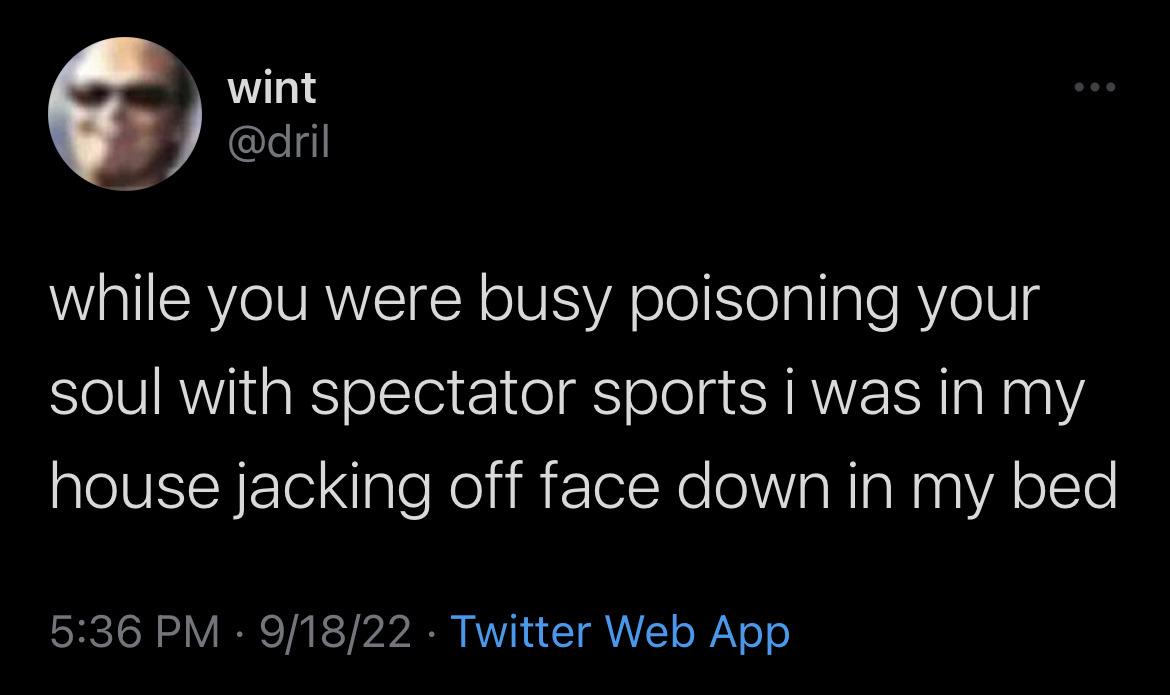 wint
@dril
while you were busy poisoning your
soul with spectator sports i was in my
house jacking off face down in my bed
5:36 PM · 9/18/22 · Twitter Web App